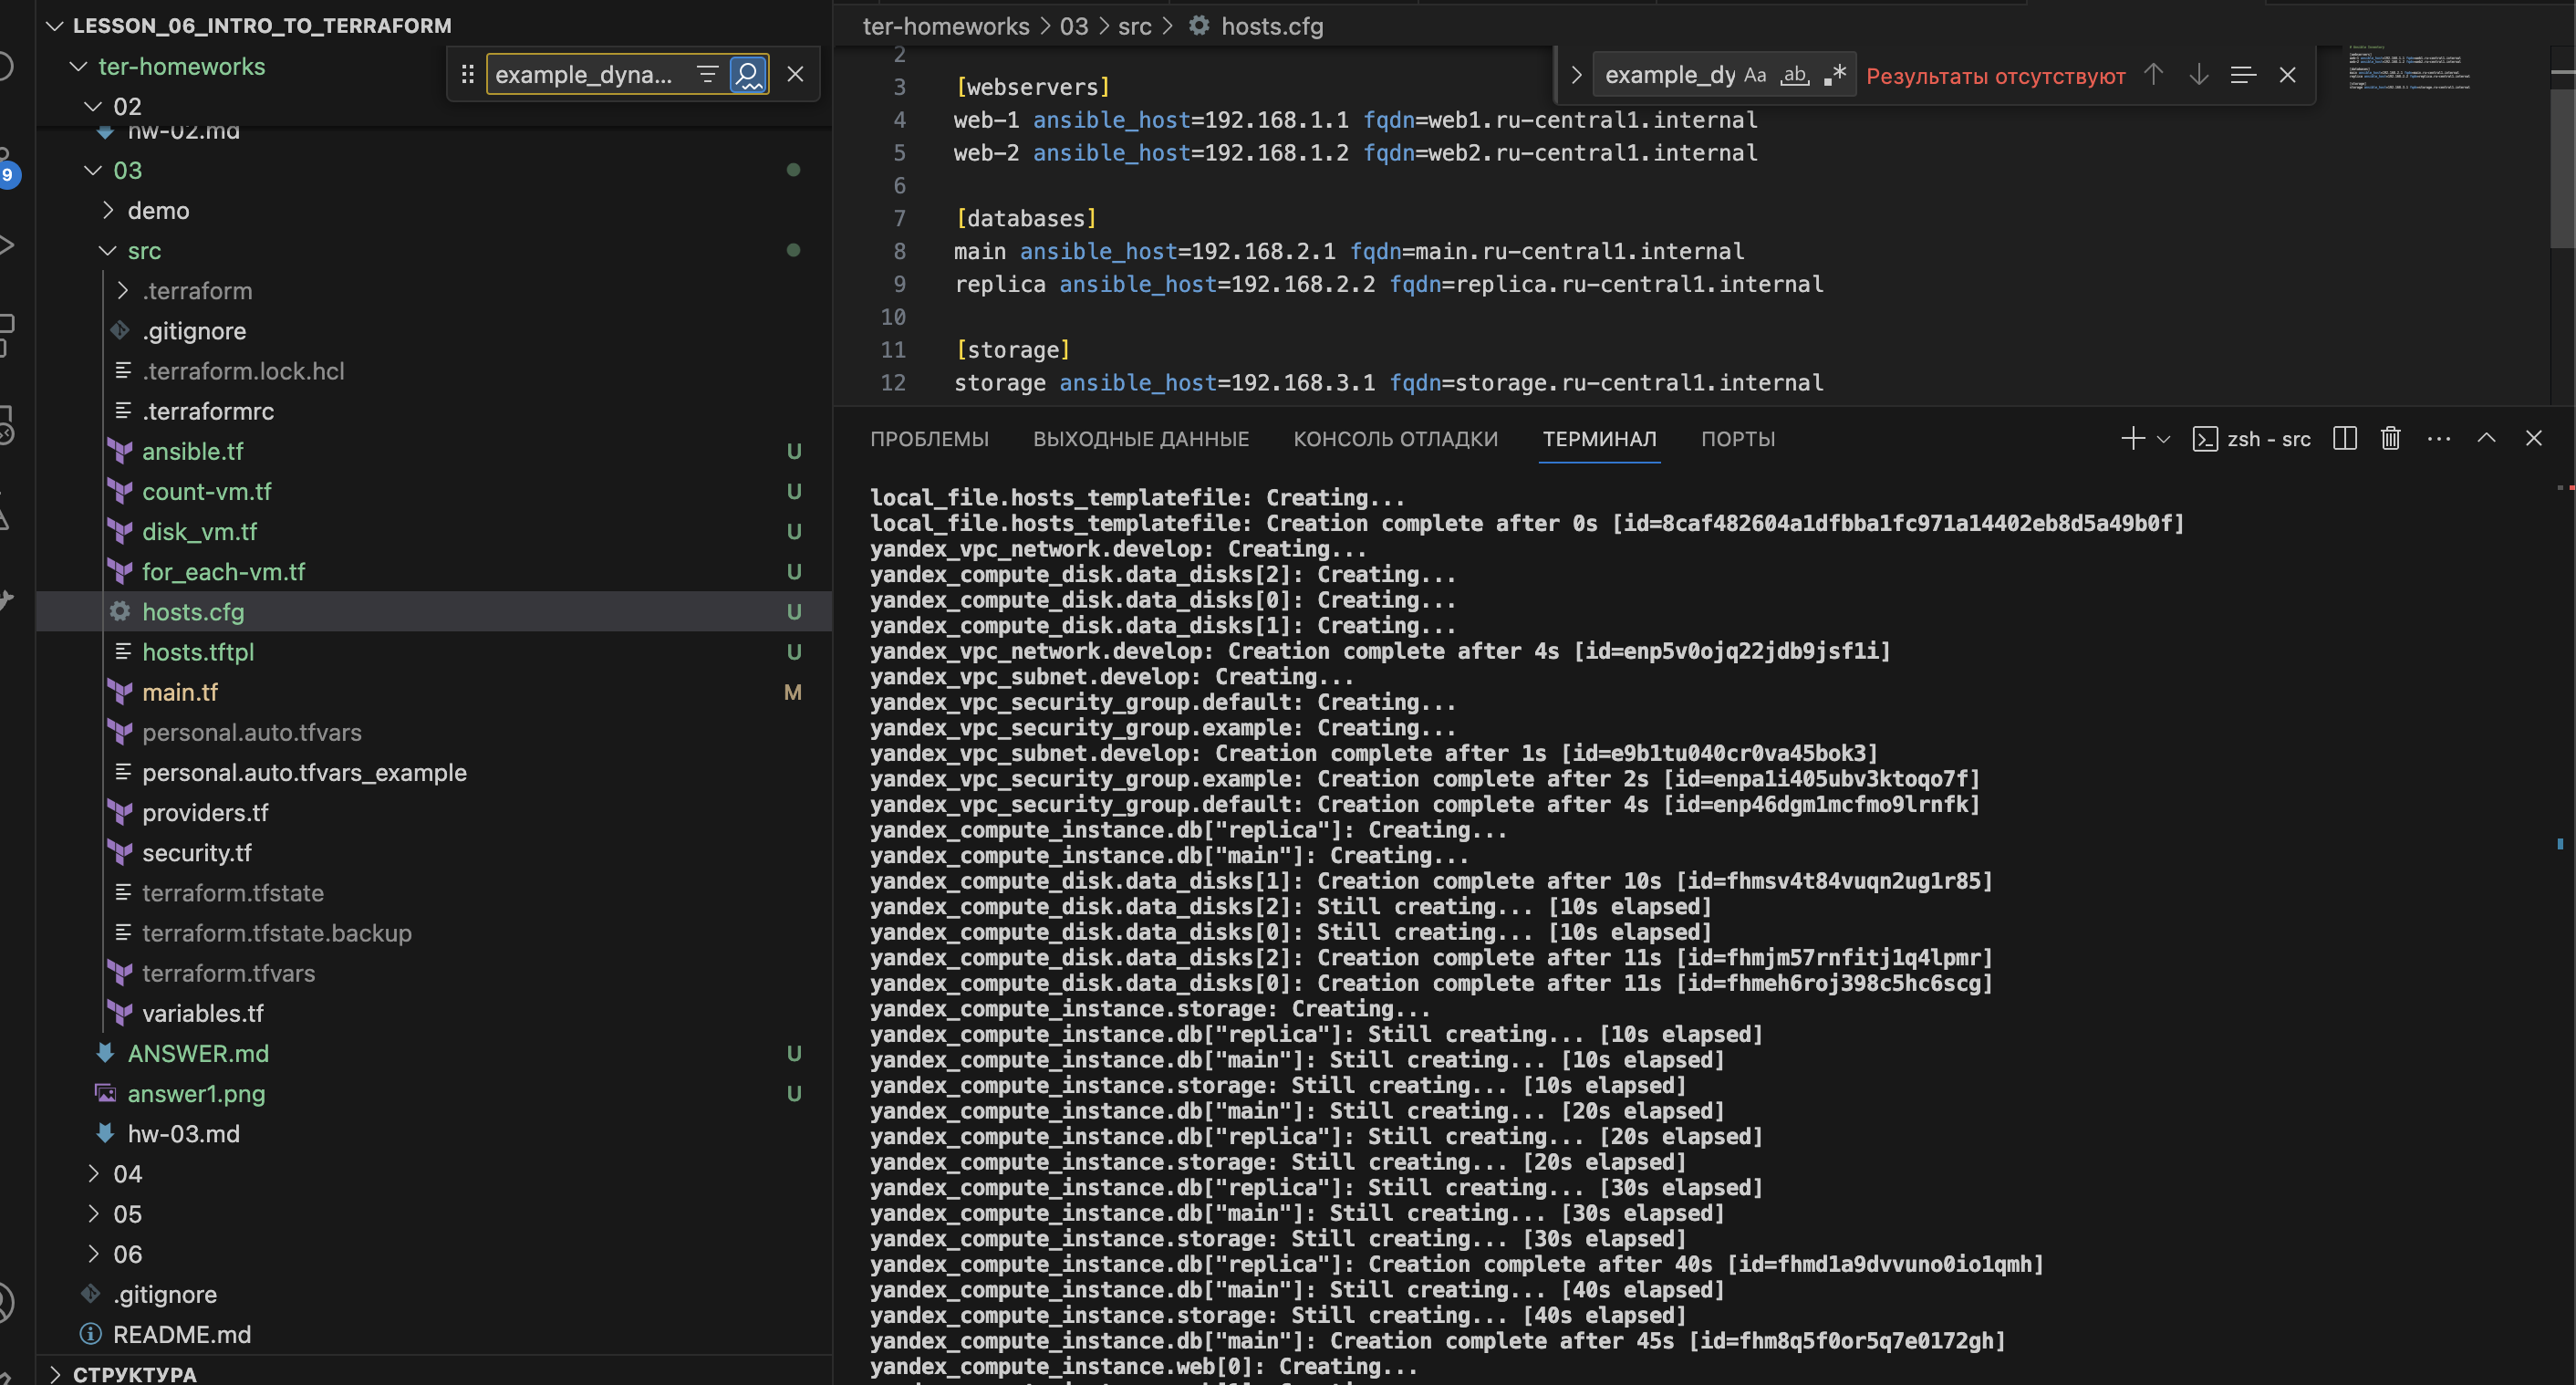 LESSON_06_INTRO_TO_TERRAFORM
ter-homeworks
example_dyna...
02
hw-02.md
03
9
demo
src
.terraform
.gitignore
.terraform.lock.hcl
.terraformrc
ansible.tf U
count-vm.tf U
disk_vm.tf U
for_each-vm.tf U
hosts.cfg U
hosts.tftpl U
main.tf M
personal.auto.tfvars
personal.auto.tfvars_example
providers.tf
security.tf
terraform.tfstate
terraform.tfstate.backup
terraform.tfvars
variables.tf
ANSWER.md U
answer1.png U
hw-03.md
04
05
06
.gitignore
README.md
СТРУКТУРА
ter-homeworks > 03 > src > hosts.cfg
example_dy Aa ab .* Результаты отсутствуют
2
3 [webservers]
4 web-1 ansible_host=192.168.1.1 fqdn=web1.ru-central1.internal
5 web-2 ansible_host=192.168.1.2 fqdn=web2.ru-central1.internal
6
7 [databases]
8 main ansible_host=192.168.2.1 fqdn=main.ru-central1.internal
9 replica ansible_host=192.168.2.2 fqdn=replica.ru-central1.internal
10
11 [storage]
12 storage ansible_host=192.168.3.1 fqdn=storage.ru-central1.internal
ПРОБЛЕМЫ ВЫХОДНЫЕ ДАННЫЕ КОНСОЛЬ ОТЛАДКИ ТЕРМИНАЛ ПОРТЫ
zsh - src
local_file.hosts_templatefile: Creating...
local_file.hosts_templatefile: Creation complete after 0s [id=8caf482604a1dfbba1fc971a14402eb8d5a49b0f]
yandex_vpc_network.develop: Creating...
yandex_compute_disk.data_disks[2]: Creating...
yandex_compute_disk.data_disks[0]: Creating...
yandex_compute_disk.data_disks[1]: Creating...
yandex_vpc_network.develop: Creation complete after 4s [id=enp5v0ojq22jdb9jsf1i]
yandex_vpc_subnet.develop: Creating...
yandex_vpc_security_group.default: Creating...
yandex_vpc_security_group.example: Creating...
yandex_vpc_subnet.develop: Creation complete after 1s [id=e9b1tu040cr0va45bok3]
yandex_vpc_security_group.example: Creation complete after 2s [id=enpa1i405ubv3ktoqo7f]
yandex_vpc_security_group.default: Creation complete after 4s [id=enp46dgm1mcfmo9lrnfk]
yandex_compute_instance.db["replica"]: Creating...
yandex_compute_instance.db["main"]: Creating...
yandex_compute_disk.data_disks[1]: Creation complete after 10s [id=fhmsv4t84vuqn2ug1r85]
yandex_compute_disk.data_disks[2]: Still creating... [10s elapsed]
yandex_compute_disk.data_disks[0]: Still creating... [10s elapsed]
yandex_compute_disk.data_disks[2]: Creation complete after 11s [id=fhmjm57rnfitj1q4lpmr]
yandex_compute_disk.data_disks[0]: Creation complete after 11s [id=fhmeh6roj398c5hc6scg]
yandex_compute_instance.storage: Creating...
yandex_compute_instance.db["replica"]: Still creating... [10s elapsed]
yandex_compute_instance.db["main"]: Still creating... [10s elapsed]
yandex_compute_instance.storage: Still creating... [10s elapsed]
yandex_compute_instance.db["main"]: Still creating... [20s elapsed]
yandex_compute_instance.db["replica"]: Still creating... [20s elapsed]
yandex_compute_instance.storage: Still creating... [20s elapsed]
yandex_compute_instance.db["replica"]: Still creating... [30s elapsed]
yandex_compute_instance.db["main"]: Still creating... [30s elapsed]
yandex_compute_instance.storage: Still creating... [30s elapsed]
yandex_compute_instance.db["replica"]: Creation complete after 40s [id=fhmd1a9dvvuno0io1qmh]
yandex_compute_instance.db["main"]: Still creating... [40s elapsed]
yandex_compute_instance.storage: Still creating... [40s elapsed]
yandex_compute_instance.db["main"]: Creation complete after 45s [id=fhm8q5f0or5q7e0172gh]
yandex_compute_instance.web[0]: Creating...